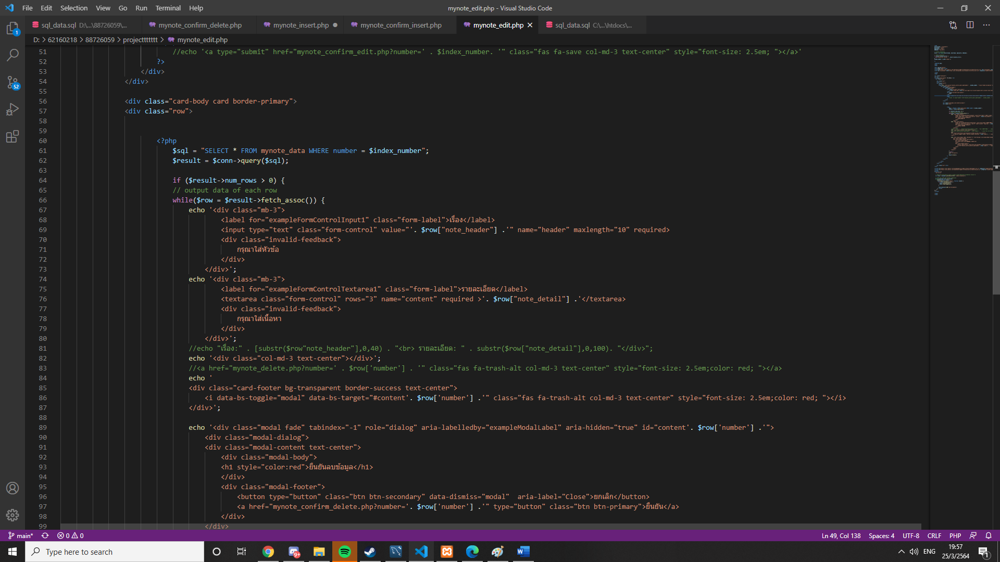 File Edit Selection View Go Run Terminal Help
mynote_edit.php - Visual Studio Code
sql_data.sql D:\...\88726059\... mynote_confirm_delete.php mynote_insert.php mynote_confirm_insert.php mynote_edit.php sql_data.sql C:\...\htdocs\...
D: > 62160218 > 88726059 > projectttttttt > mynote_edit.php
51 //echo '<a type="submit" href="mynote_confirm_edit.php?number=' . $index_number. '" class="fas fa-save col-md-3 text-center" style="font-size: 2.5em; "></a>'
52 ?>
53 </div>
54 </div>
55
56 <div class="card-body card border-primary">
57 <div class="row">
58
59
60 <?php
61 $sql = "SELECT * FROM mynote_data WHERE number = $index_number";
62 $result = $conn->query($sql);
63
64 if ($result->num_rows > 0) {
65 // output data of each row
66 while($row = $result->fetch_assoc()) {
67 echo '<div class="mb-3">
68 <label for="exampleFormControlInput1" class="form-label">เรื่อง</label>
69 <input type="text" class="form-control" value="'. $row["note_header"] .'" name="header" maxlength="10" required>
70 <div class="invalid-feedback">
71 กรุณาใส่หัวข้อ
72 </div>
73 </div>';
74 echo '<div class="mb-3">
75 <label for="exampleFormControlTextarea1" class="form-label">รายละเอียด</label>
76 <textarea class="form-control" rows="3" name="content" required >'. $row["note_detail"] .'</textarea>
77 <div class="invalid-feedback">
78 กรุณาใส่เนื้อหา
79 </div>
80 </div>';
81 //echo "เรื่อง:" . [substr($row"note_header"],0,40) . "<br> รายละเอียด: " . substr($row["note_detail"],0,100). "</div>";
82 echo '<div class="col-md-3 text-center"></div>';
83 //<a href="mynote_delete.php?number=' . $row['number'] . '" class="fas fa-trash-alt col-md-3 text-center" style="font-size: 2.5em;color: red; "></a>
84 echo '
85 <div class="card-footer bg-transparent border-success text-center">
86 <i data-bs-toggle="modal" data-bs-target="#content'. $row['number'] .'" class="fas fa-trash-alt col-md-3 text-center" style="font-size: 2.5em;color: red; "></i>
87 </div>';
88
89 echo '<div class="modal fade" tabindex="-1" role="dialog" aria-labelledby="exampleModalLabel" aria-hidden="true" id="content'. $row['number'] .'">
90 <div class="modal-dialog">
91 <div class="modal-content text-center">
92 <div class="modal-body">
93 <h1 style="color:red">ยืนยันลบข้อมูล</h1>
94 </div>
95 <div class="modal-footer">
96 <button type="button" class="btn btn-secondary" data-dismiss="modal"  aria-label="Close">ยกเลิก</button>
97 <a href="mynote_confirm_delete.php?number='. $row['number'] .'" type="button" class="btn btn-primary">ยืนยัน</a>
98 </div>
99 </div>
1
52
main* 0 0 Ln 49, Col 138 Spaces: 4 UTF-8 CRLF PHP
Type here to search
9+
ENG
19:57
25/3/2564
1